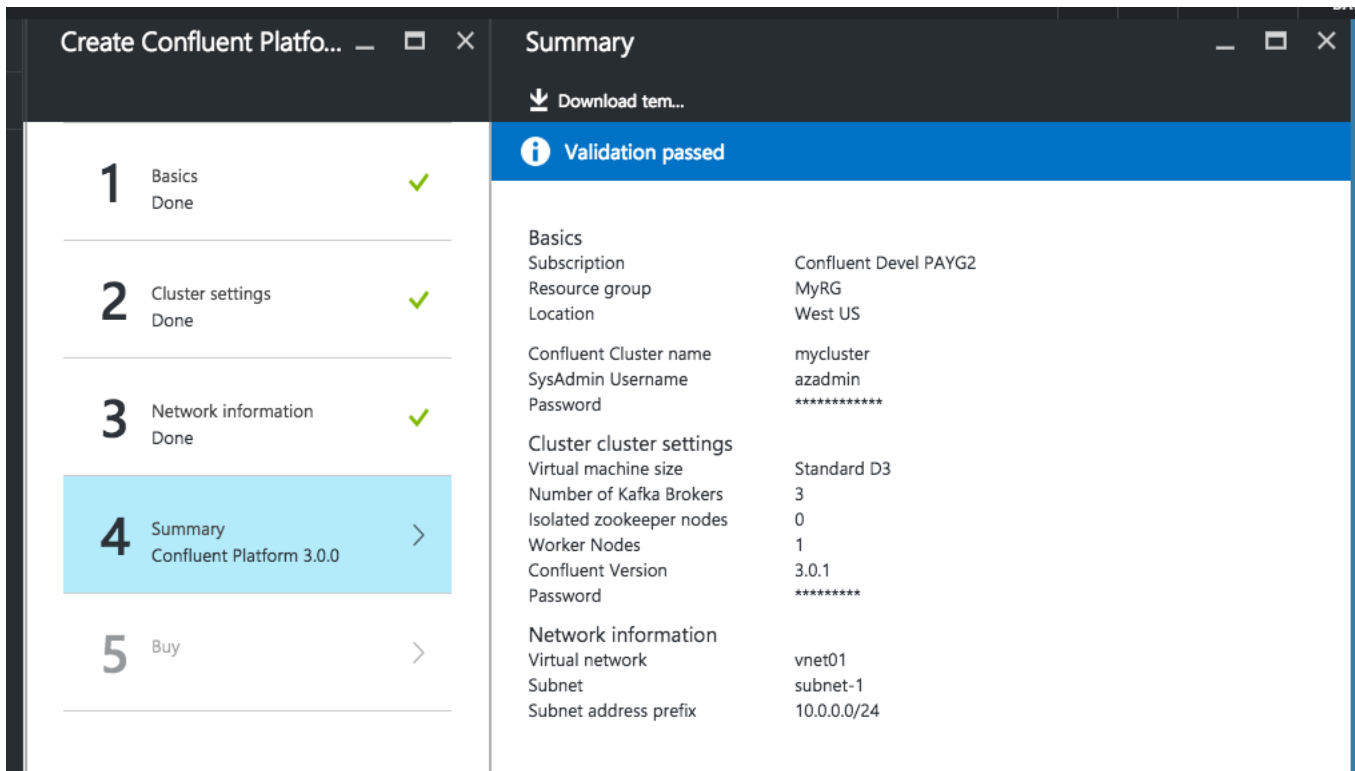 Create Confluent Platfo...
1
Basics
Done
2
Cluster settings
Done
3
Network information
Done
4
Summary
Confluent Platform 3.0.0
5
Buy
Summary
Download tem...
Validation passed
Basics
Subscription Confluent Devel PAYG2
Resource group MyRG
Location West US
Confluent Cluster name mycluster
SysAdmin Username azadmin
Password ************
Cluster cluster settings
Virtual machine size Standard D3
Number of Kafka Brokers 3
Isolated zookeeper nodes 0
Worker Nodes 1
Confluent Version 3.0.1
Password *********
Network information
Virtual network vnet01
Subnet subnet-1
Subnet address prefix 10.0.0.0/24